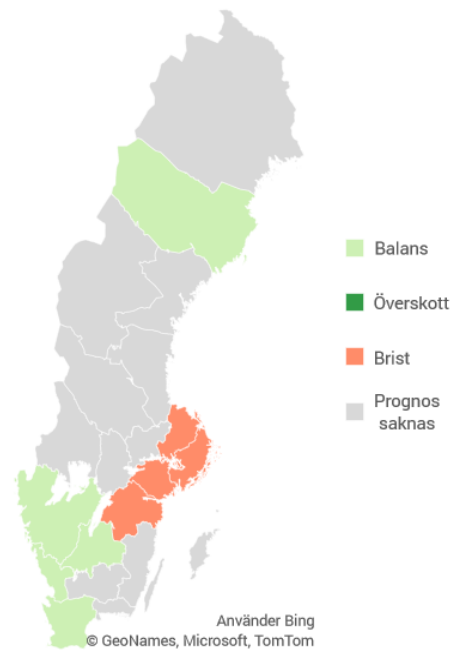 Balans
Överskott
Brist
Prognos
saknas
Använder Bing
© GeoNames, Microsoft, TomTom